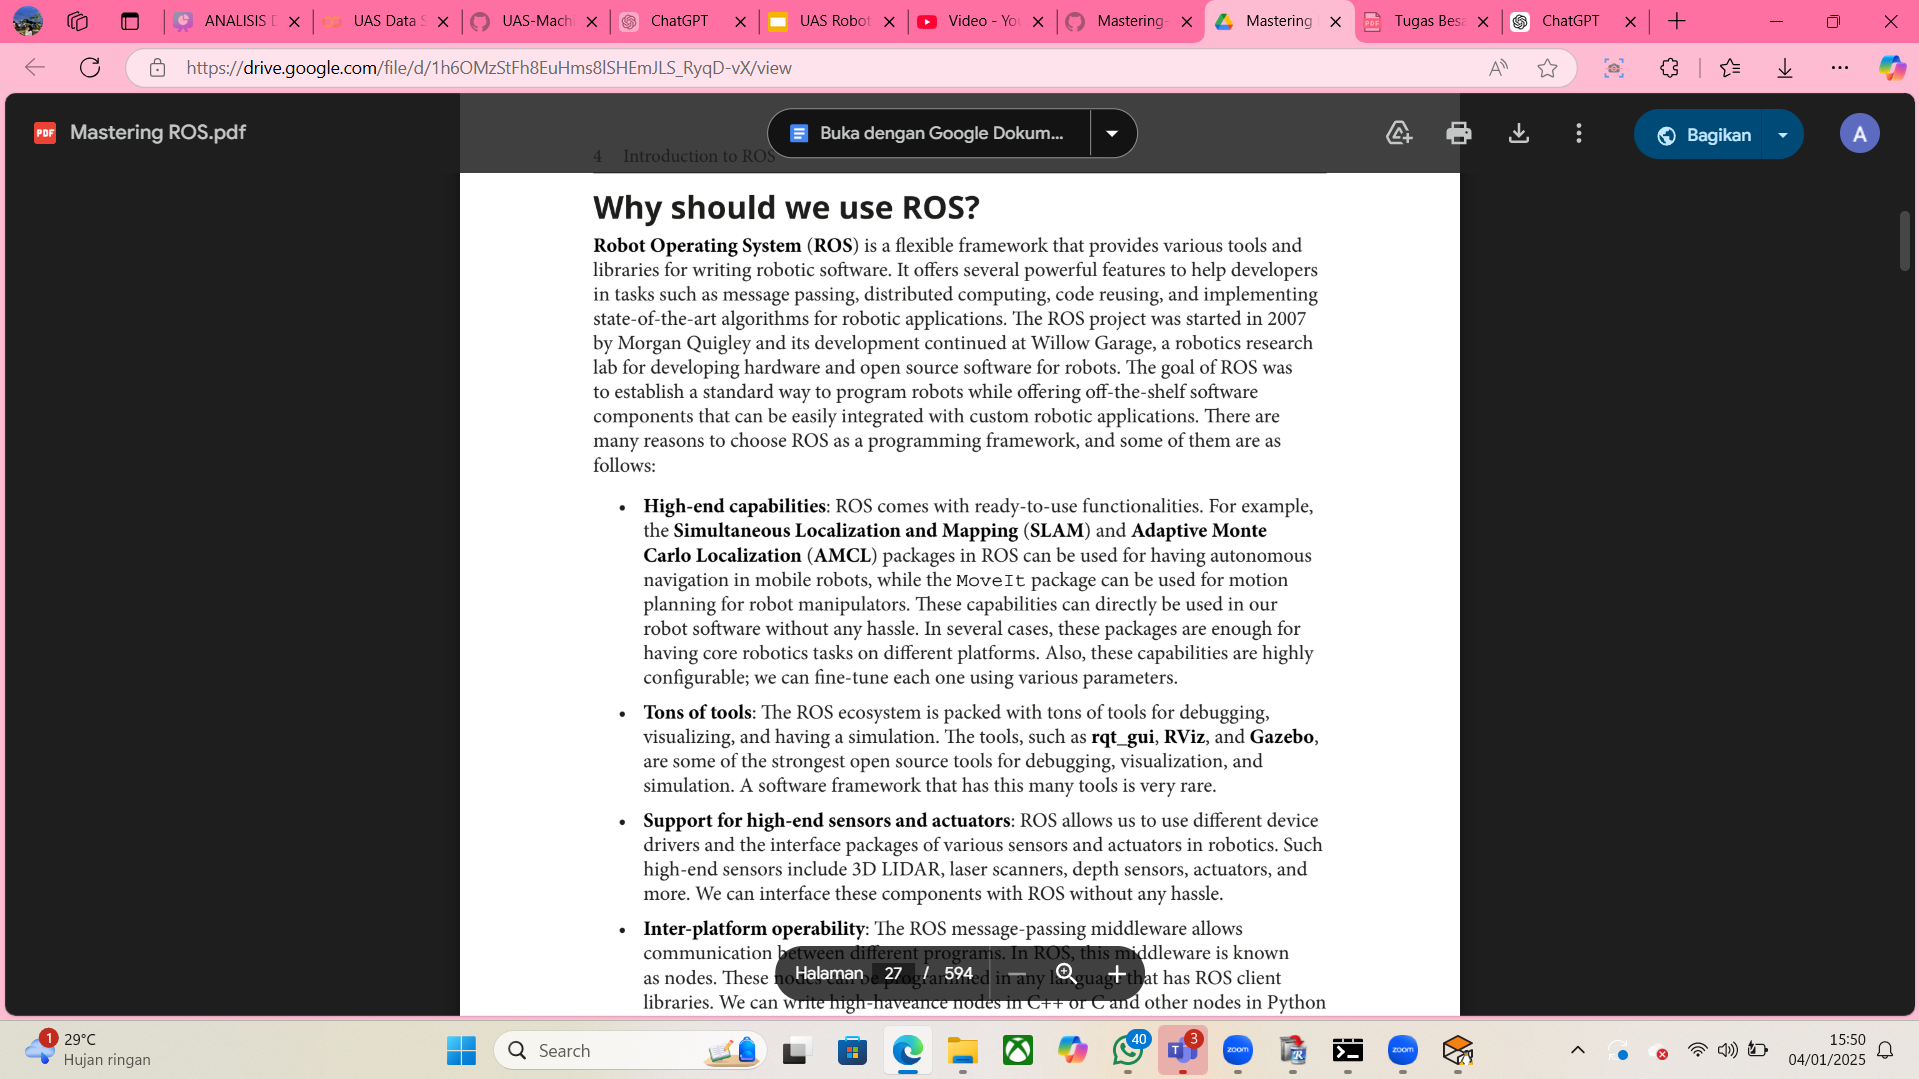 ANALISIS D
UAS Data S
UAS-Machi
ChatGPT
UAS Robot
Video - You
Mastering-
Mastering
Tugas Besa
ChatGPT
https://drive.google.com/file/d/1h6OMzStFh8EuHms8lSHEmJLS_RyqD-vX/view
PDF Mastering ROS.pdf
Buka dengan Google Dokum...
Bagikan
A
4 Introduction to ROS
Why should we use ROS?
Robot Operating System (ROS) is a flexible framework that provides various tools and
libraries for writing robotic software. It offers several powerful features to help developers
in tasks such as message passing, distributed computing, code reusing, and implementing
state-of-the-art algorithms for robotic applications. The ROS project was started in 2007
by Morgan Quigley and its development continued at Willow Garage, a robotics research
lab for developing hardware and open source software for robots. The goal of ROS was
to establish a standard way to program robots while offering off-the-shelf software
components that can be easily integrated with custom robotic applications. There are
many reasons to choose ROS as a programming framework, and some of them are as
follows:
• High-end capabilities: ROS comes with ready-to-use functionalities. For example,
the Simultaneous Localization and Mapping (SLAM) and Adaptive Monte
Carlo Localization (AMCL) packages in ROS can be used for having autonomous
navigation in mobile robots, while the MoveIt package can be used for motion
planning for robot manipulators. These capabilities can directly be used in our
robot software without any hassle. In several cases, these packages are enough for
having core robotics tasks on different platforms. Also, these capabilities are highly
configurable; we can fine-tune each one using various parameters.
• Tons of tools: The ROS ecosystem is packed with tons of tools for debugging,
visualizing, and having a simulation. The tools, such as rqt_gui, RViz, and Gazebo,
are some of the strongest open source tools for debugging, visualization, and
simulation. A software framework that has this many tools is very rare.
• Support for high-end sensors and actuators: ROS allows us to use different device
drivers and the interface packages of various sensors and actuators in robotics. Such
high-end sensors include 3D LIDAR, laser scanners, depth sensors, actuators, and
more. We can interface these components with ROS without any hassle.
• Inter-platform operability: The ROS message-passing middleware allows
communication between different programs. In ROS, this middleware is known
as nodes. These nodes can be programmed in any language that has ROS client
libraries. We can write high-haveance nodes in C++ or C and other nodes in Python
Halaman 27 / 594
1
29°C
Hujan ringan
Search
40
3
zoom
zoom
15:50
04/01/2025